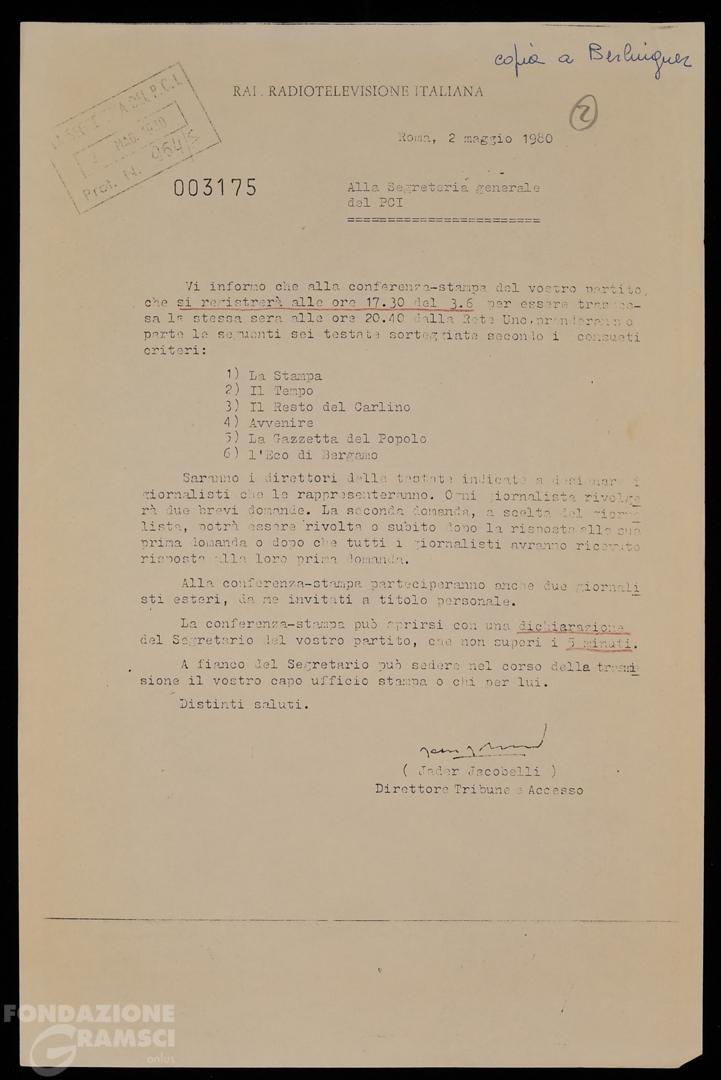 copia a Berlinguer
RAI. RADIOTELEVISIONE ITALIANA
2
LA SEGRETERIA DEL P.C.I.
MAG. 1980
Prot. N. 964/S
Roma, 2 maggio 1980
003175
Alla Segreteria generale
del PCI
=========================
Vi informo che alla conferenza-stampa del vostro partito,
che si registrerà alle ore 17.30 del 3.6 per essere trasmes-
sa la stessa sera alle ore 20.40 dalla Rete Uno, prenderanno
parte le seguenti sei testate sorteggiate secondo i consueti
criteri:
1) La Stampa
2) Il Tempo
3) Il Resto del Carlino
4) Avvenire
5) La Gazzetta del Popolo
6) l'Eco di Bergamo
Saranno i direttori delle testate indicate a designare i
giornalisti che le rappresenteranno. Ogni giornalista rivolge
rà due brevi domande. La seconda domanda, a scelta del giorna
lista, potrà essere rivolta o subito dopo la risposta alla sua
prima domanda o dopo che tutti i giornalisti avranno ricevuto
risposta alla loro prima domanda.
Alla conferenza-stampa parteciperanno anche due giornali
sti esteri, da me invitati a titolo personale.
La conferenza-stampa può aprirsi con una dichiarazione
del Segretario del vostro partito, che non superi i 5 minuti.
A fianco del Segretario può sedere nel corso della trasmis
sione il vostro capo ufficio stampa o chi per lui.
Distinti saluti.
( Jader Jacobelli )
Direttore Tribune e Accesso
FONDAZIONE
GRAMSCI
onlus